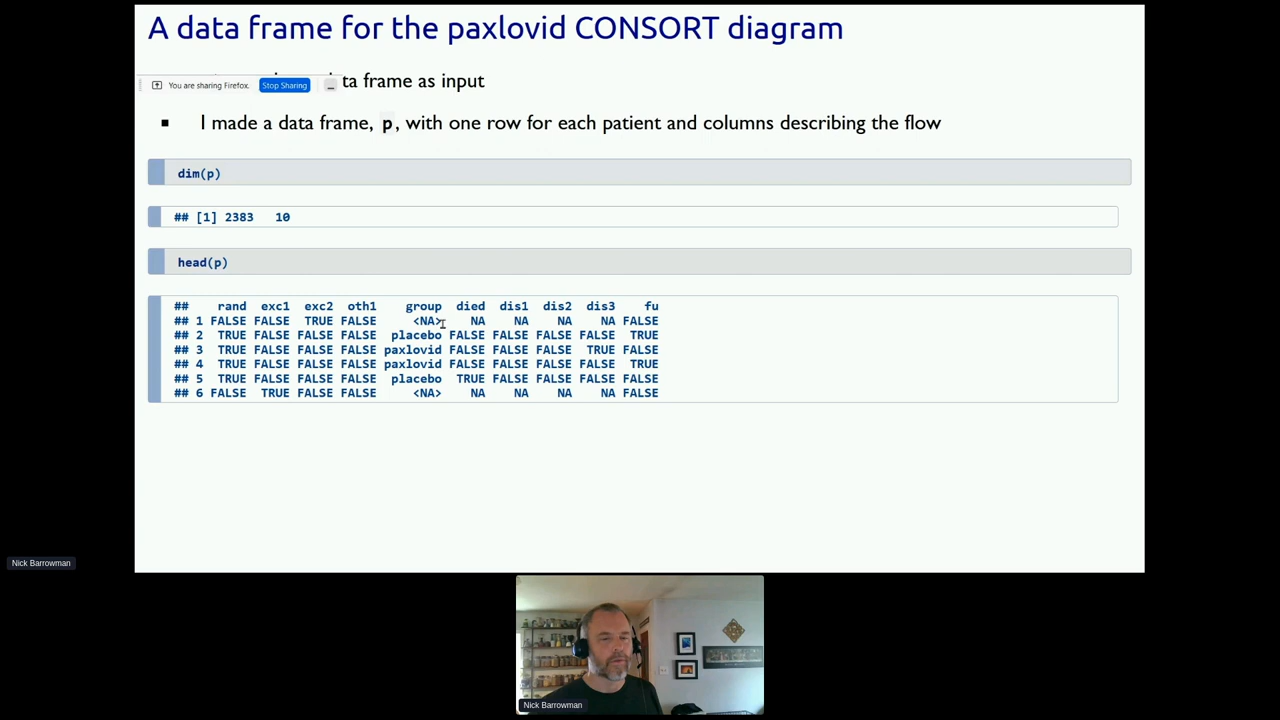 A data frame for the paxlovid CONSORT diagram
ta frame as input
You are sharing Firefox. Stop Sharing
▪ I made a data frame, p, with one row for each patient and columns describing the flow
dim(p)
## [1] 2383   10
head(p)
##    rand  exc1  exc2  oth1    group  died  dis1  dis2  dis3    fu
## 1 FALSE FALSE  TRUE FALSE     <NA>    NA    NA    NA    NA FALSE
## 2  TRUE FALSE FALSE FALSE  placebo FALSE FALSE FALSE FALSE  TRUE
## 3  TRUE FALSE FALSE FALSE paxlovid FALSE FALSE FALSE  TRUE FALSE
## 4  TRUE FALSE FALSE FALSE paxlovid FALSE FALSE FALSE FALSE  TRUE
## 5  TRUE FALSE FALSE FALSE  placebo  TRUE FALSE FALSE FALSE FALSE
## 6 FALSE  TRUE FALSE FALSE     <NA>    NA    NA    NA    NA FALSE
Nick Barrowman
Nick Barrowman